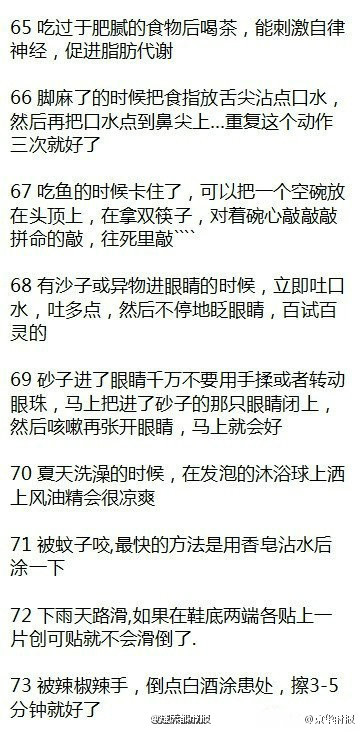 65 吃过于肥腻的食物后喝茶，能刺激自律
神经，促进脂肪代谢
66 脚麻了的时候把食指放舌尖沾点口水，
然后再把口水点到鼻尖上...重复这个动作
三次就好了
67 吃鱼的时候卡住了，可以把一个空碗放
在头顶上，在拿双筷子，对着碗心敲敲敲
拼命的敲，往死里敲````
68 有沙子或异物进眼睛的时候，立即吐口
水，吐多点，然后不停地眨眼睛，百试百
灵的
69 砂子进了眼睛千万不要用手揉或者转动
眼珠，马上把进了砂子的那只眼睛闭上，
然后咳嗽再张开眼睛，马上就会好
70 夏天洗澡的时候，在发泡的沐浴球上洒
上风油精会很凉爽
71 被蚊子咬,最快的方法是用香皂沾水后
涂一下
72 下雨天路滑,如果在鞋底两端各贴上一
片创可贴就不会滑倒了.
73 被辣椒辣手，倒点白酒涂患处，擦3-5
分钟就好了